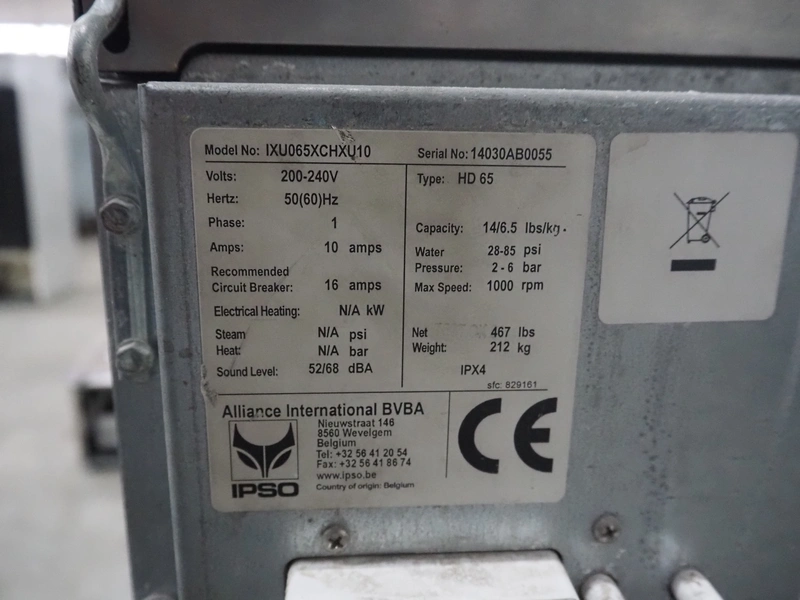 Model No: IXU065XCHXU10 Serial No: 14030AB0055
Volts: 200-240V
Hertz: 50(60)Hz
Phase: 1
Amps: 10 amps
Recommended
Circuit Breaker: 16 amps
Electrical Heating: N/A kW
Steam N/A psi
Heat: N/A bar
Sound Level: 52/68 dBA
Type: HD 65
Capacity: 14/6.5 lbs/kg.
Water 28-85 psi
Pressure: 2 - 6 bar
Max Speed: 1000 rpm
Net 467 lbs
Weight: 212 kg
IPX4
sfc: 829161
Alliance International BVBA
Nieuwstraat 146
8560 Wevelgem
Belgium
Tel: +32 56 41 20 54
Fax: +32 56 41 86 74
www.ipso.be
Country of origin: Belgium
IPSO
CE